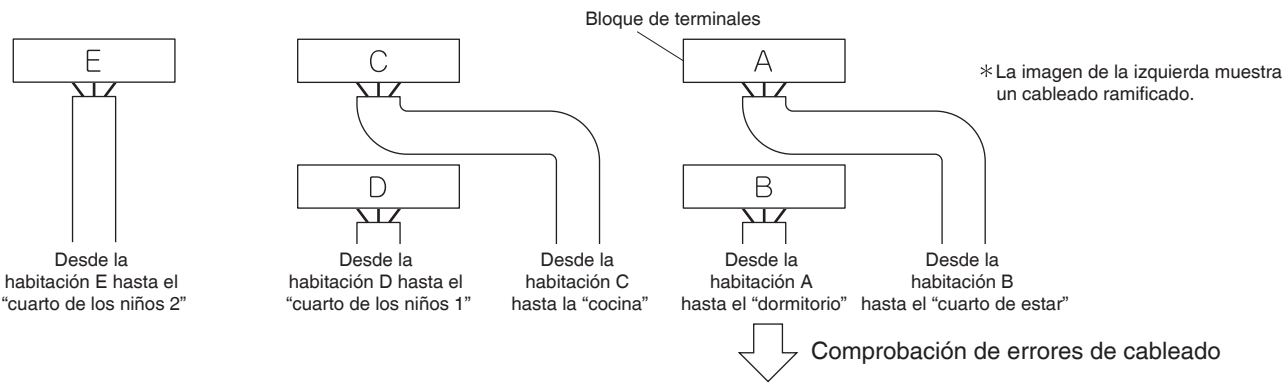 Bloque de terminales
E
C
A
＊La imagen de la izquierda muestra
un cableado ramificado.
D
B
Desde la
habitación E hasta el
“cuarto de los niños 2”
Desde la
habitación D hasta el
“cuarto de los niños 1”
Desde la
habitación C
hasta la “cocina”
Desde la
habitación A
hasta el “dormitorio”
Desde la
habitación B
hasta el “cuarto de estar”
Comprobación de errores de cableado